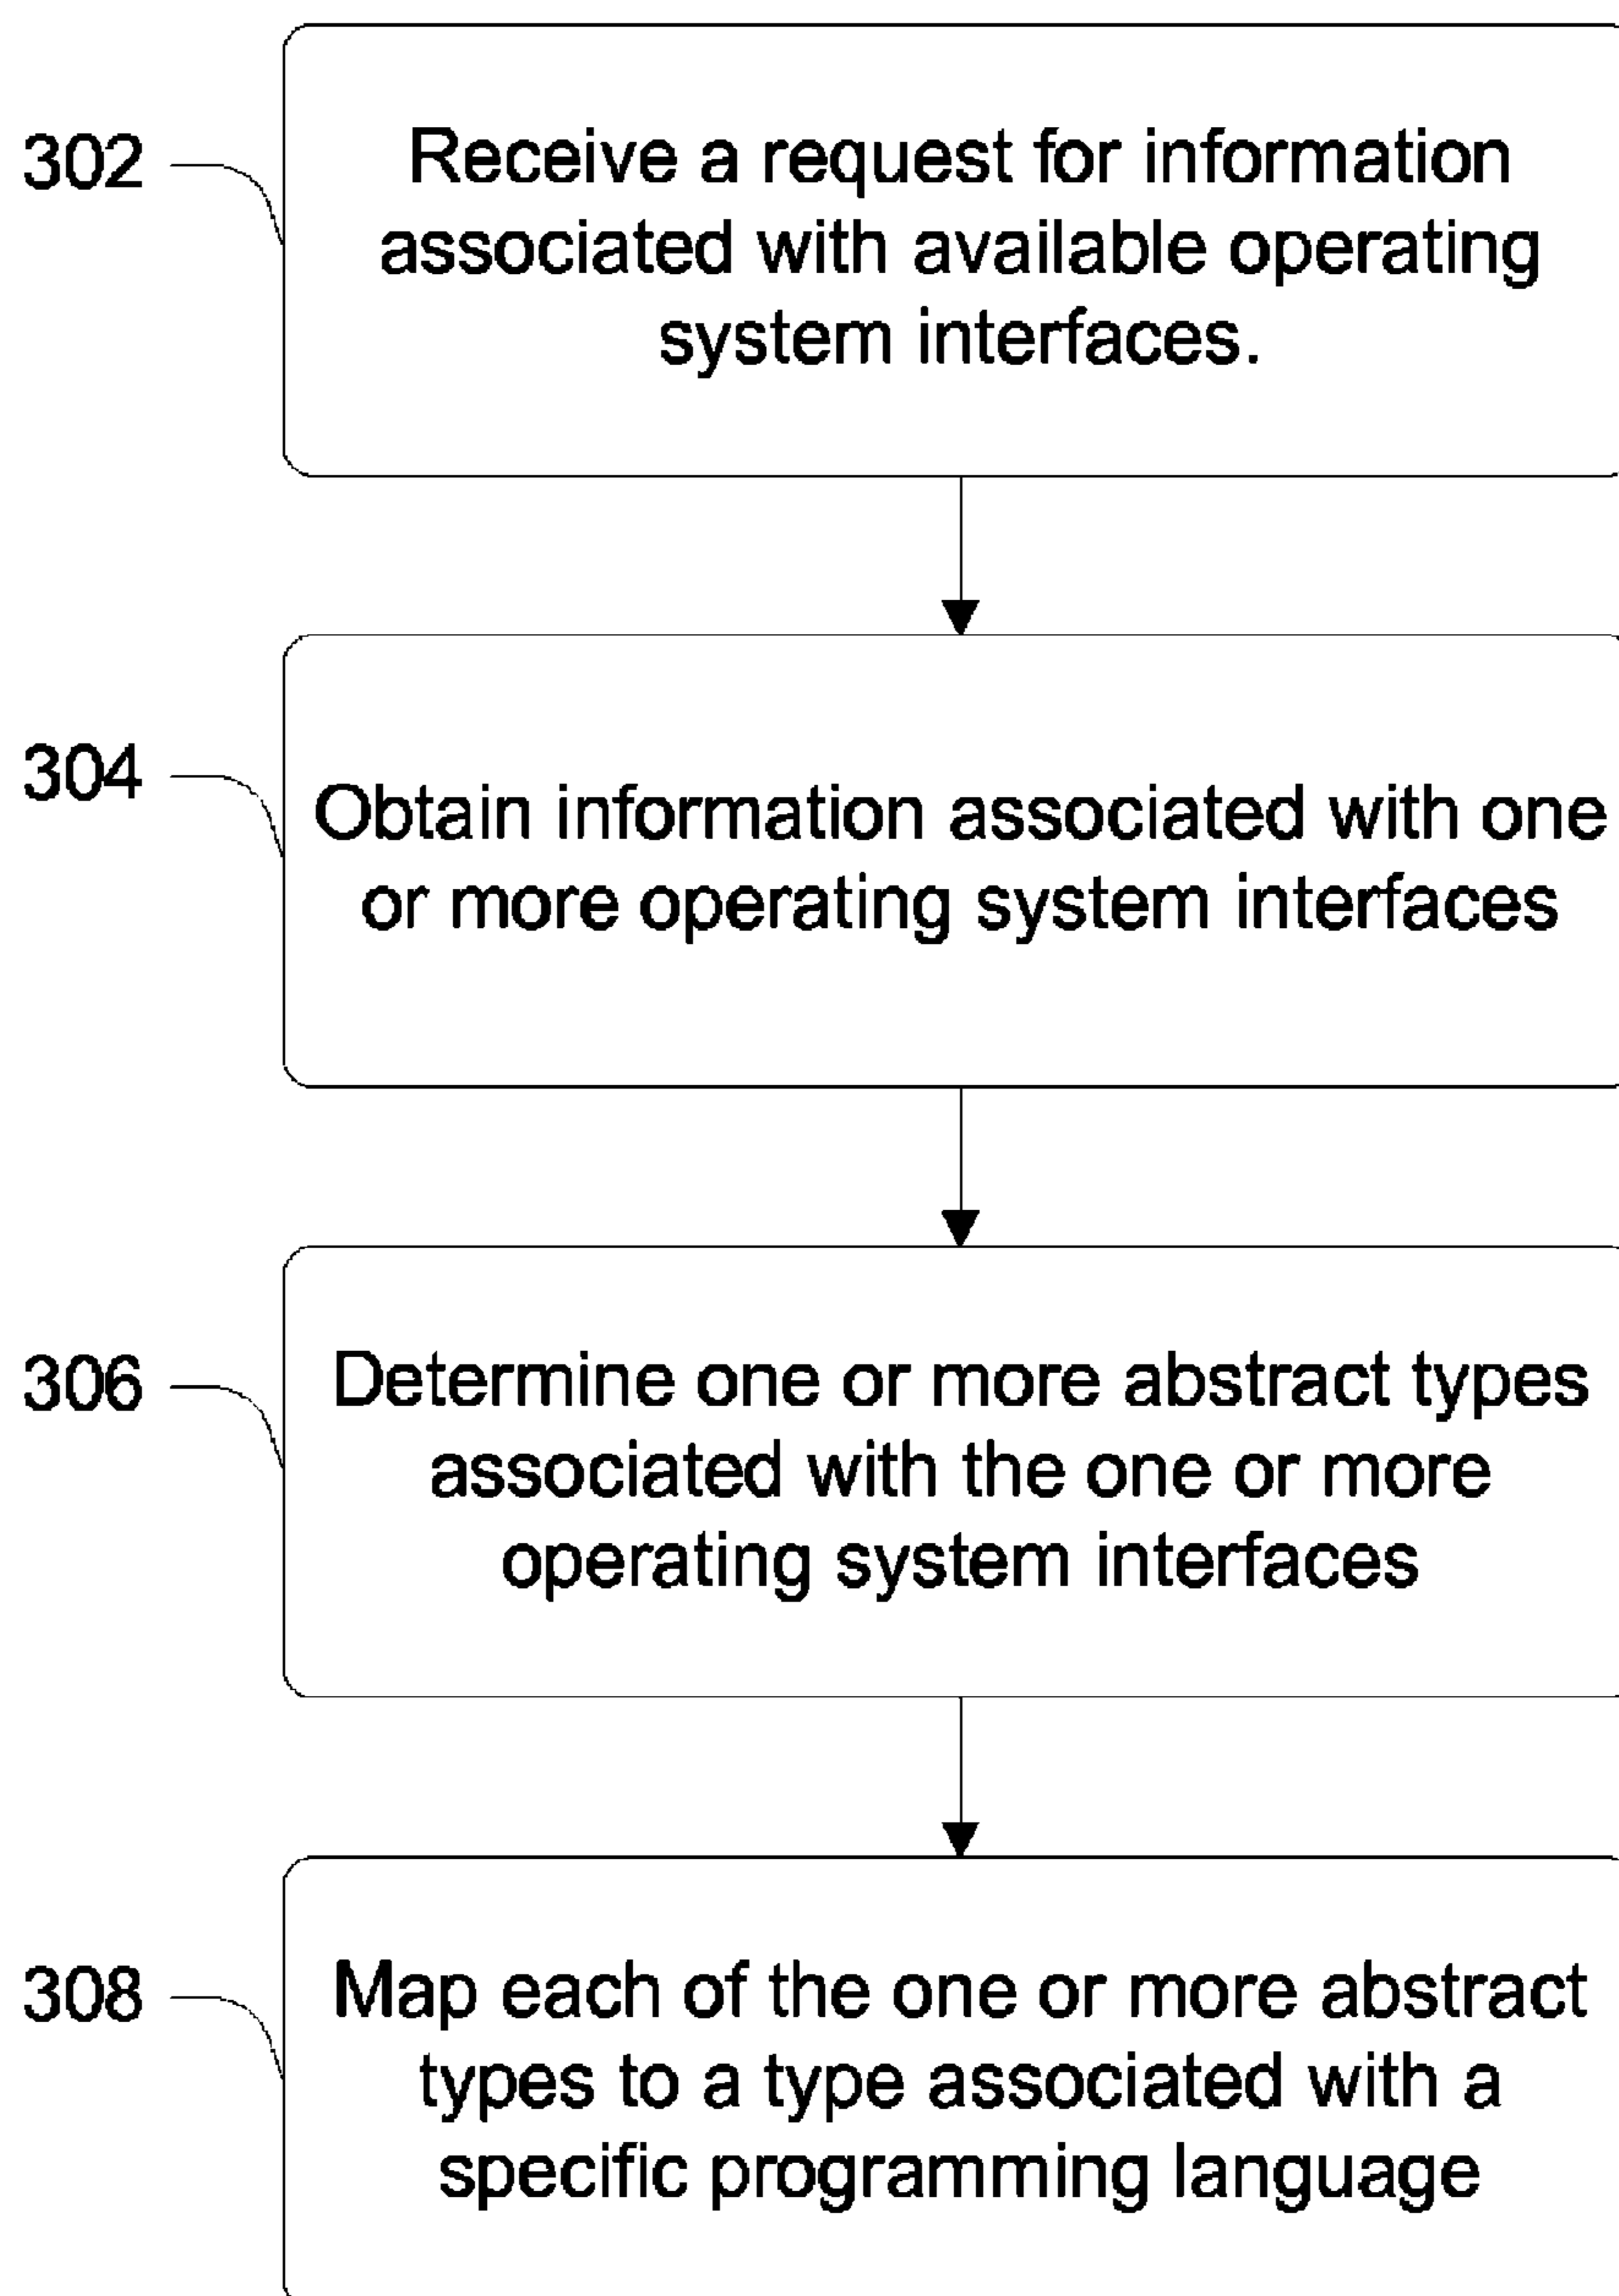 302
Receive a request for information
associated with available operating
system interfaces.
304
Obtain information associated with one
or more operating system interfaces
306
Determine one or more abstract types
associated with the one or more
operating system interfaces
308
Map each of the one or more abstract
types to a type associated with a
specific programming language